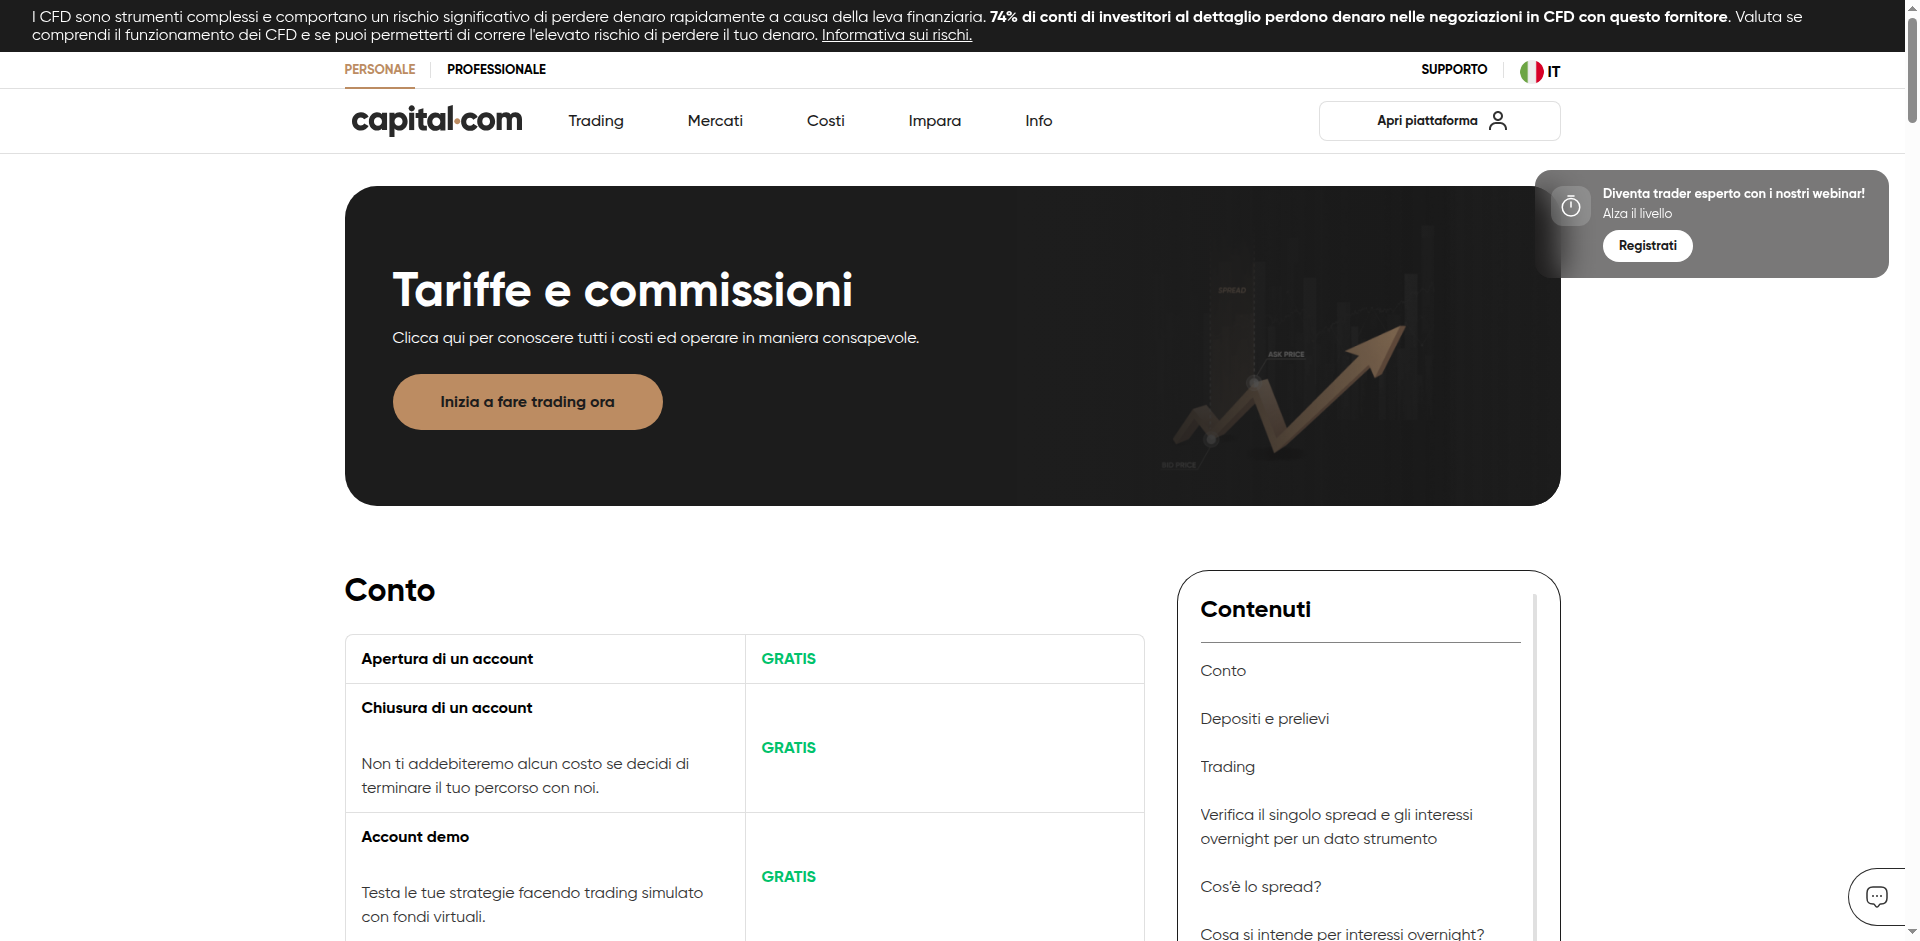 I CFD sono strumenti complessi e comportano un rischio significativo di perdere denaro rapidamente a causa della leva finanziaria. 74% di conti di investitori al dettaglio perdono denaro nelle negoziazioni in CFD con questo fornitore. Valuta se
comprendi il funzionamento dei CFD e se puoi permetterti di correre l'elevato rischio di perdere il tuo denaro. Informativa sui rischi.
PERSONALE
PROFESSIONALE
SUPPORTO
IT
capital.com
Trading
Mercati
Costi
Impara
Info
Apri piattaforma
Diventa trader esperto con i nostri webinar!
Alza il livello
Registrati
Tariffe e commissioni
Clicca qui per conoscere tutti i costi ed operare in maniera consapevole.
Inizia a fare trading ora
SPREAD
ASK PRICE
BID PRICE
Conto
Apertura di un account
GRATIS
Chiusura di un account
Non ti addebiteremo alcun costo se decidi di
terminare il tuo percorso con noi.
GRATIS
Account demo
Testa le tue strategie facendo trading simulato
con fondi virtuali.
GRATIS
Contenuti
Conto
Depositi e prelievi
Trading
Verifica il singolo spread e gli interessi
overnight per un dato strumento
Cos'è lo spread?
Cosa si intende per interessi overnight?